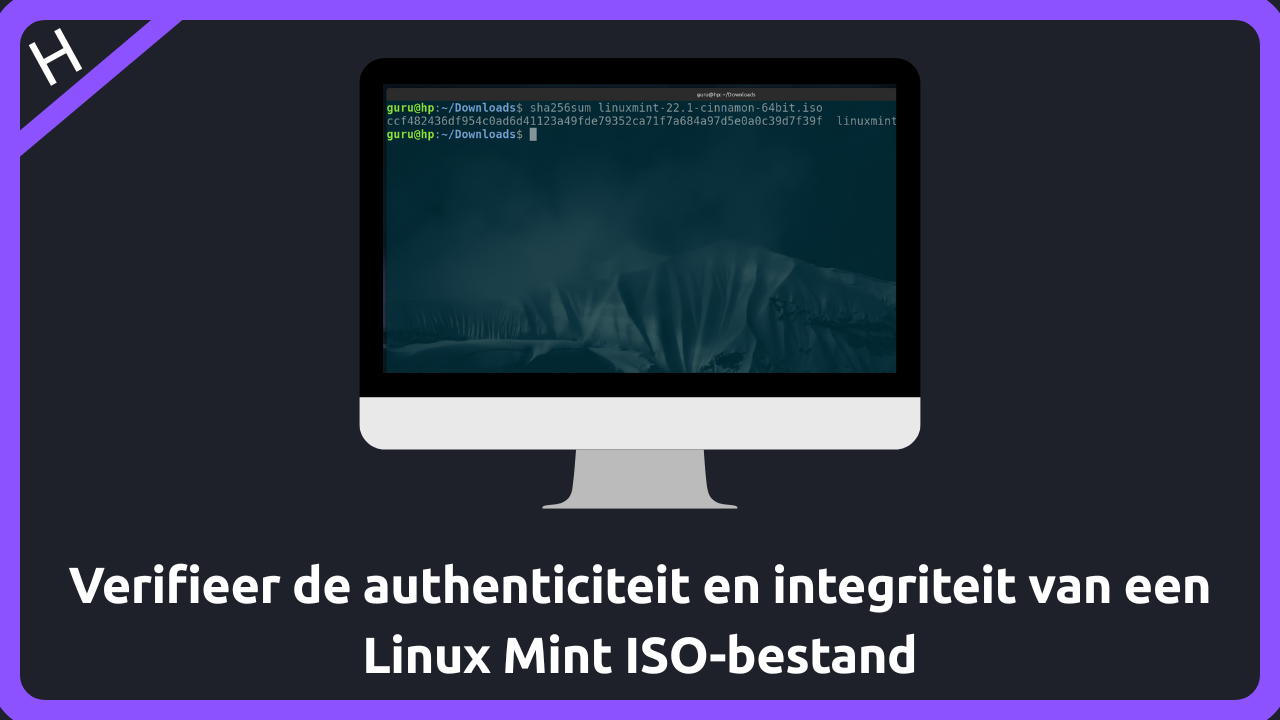 H
guru@hp: ~/Downloads
guru@hp:~/Downloads$ sha256sum linuxmint-22.1-cinnamon-64bit.iso
ccf482436df954c0ad6d41123a49fde79352ca71f7a684a97d5e0a0c39d7f39f linuxmint
guru@hp:~/Downloads$
Verifieer de authenticiteit en integriteit van een
Linux Mint ISO-bestand